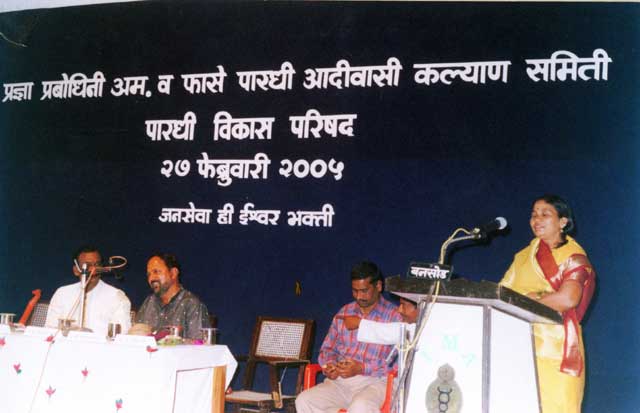 प्रज्ञा प्रबोधिनी अम. व फासे पारधी आदीवासी कल्याण समिती
पारधी विकास परिषद
२७ फेब्रुवारी २००५
जनसेवा ही ईश्वर भक्ती
बनसोड
I M A